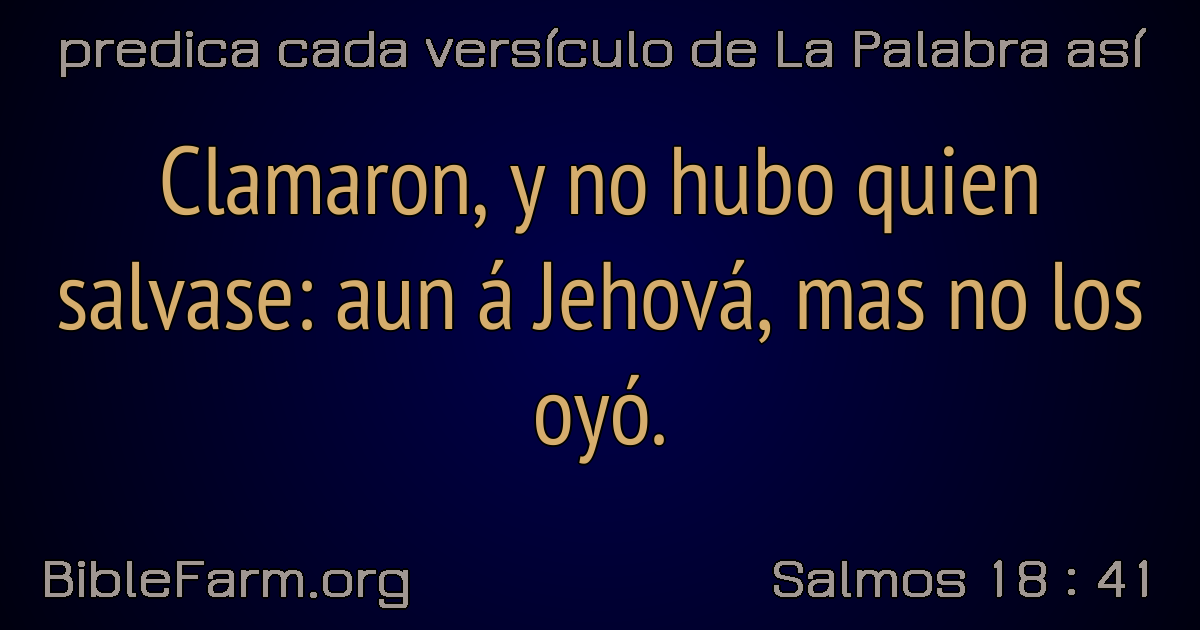 predica cada versículo de La Palabra así
Clamaron, y no hubo quien
salvase: aun á Jehová, mas no los
oyó.
BibleFarm.org
Salmos 18 : 41